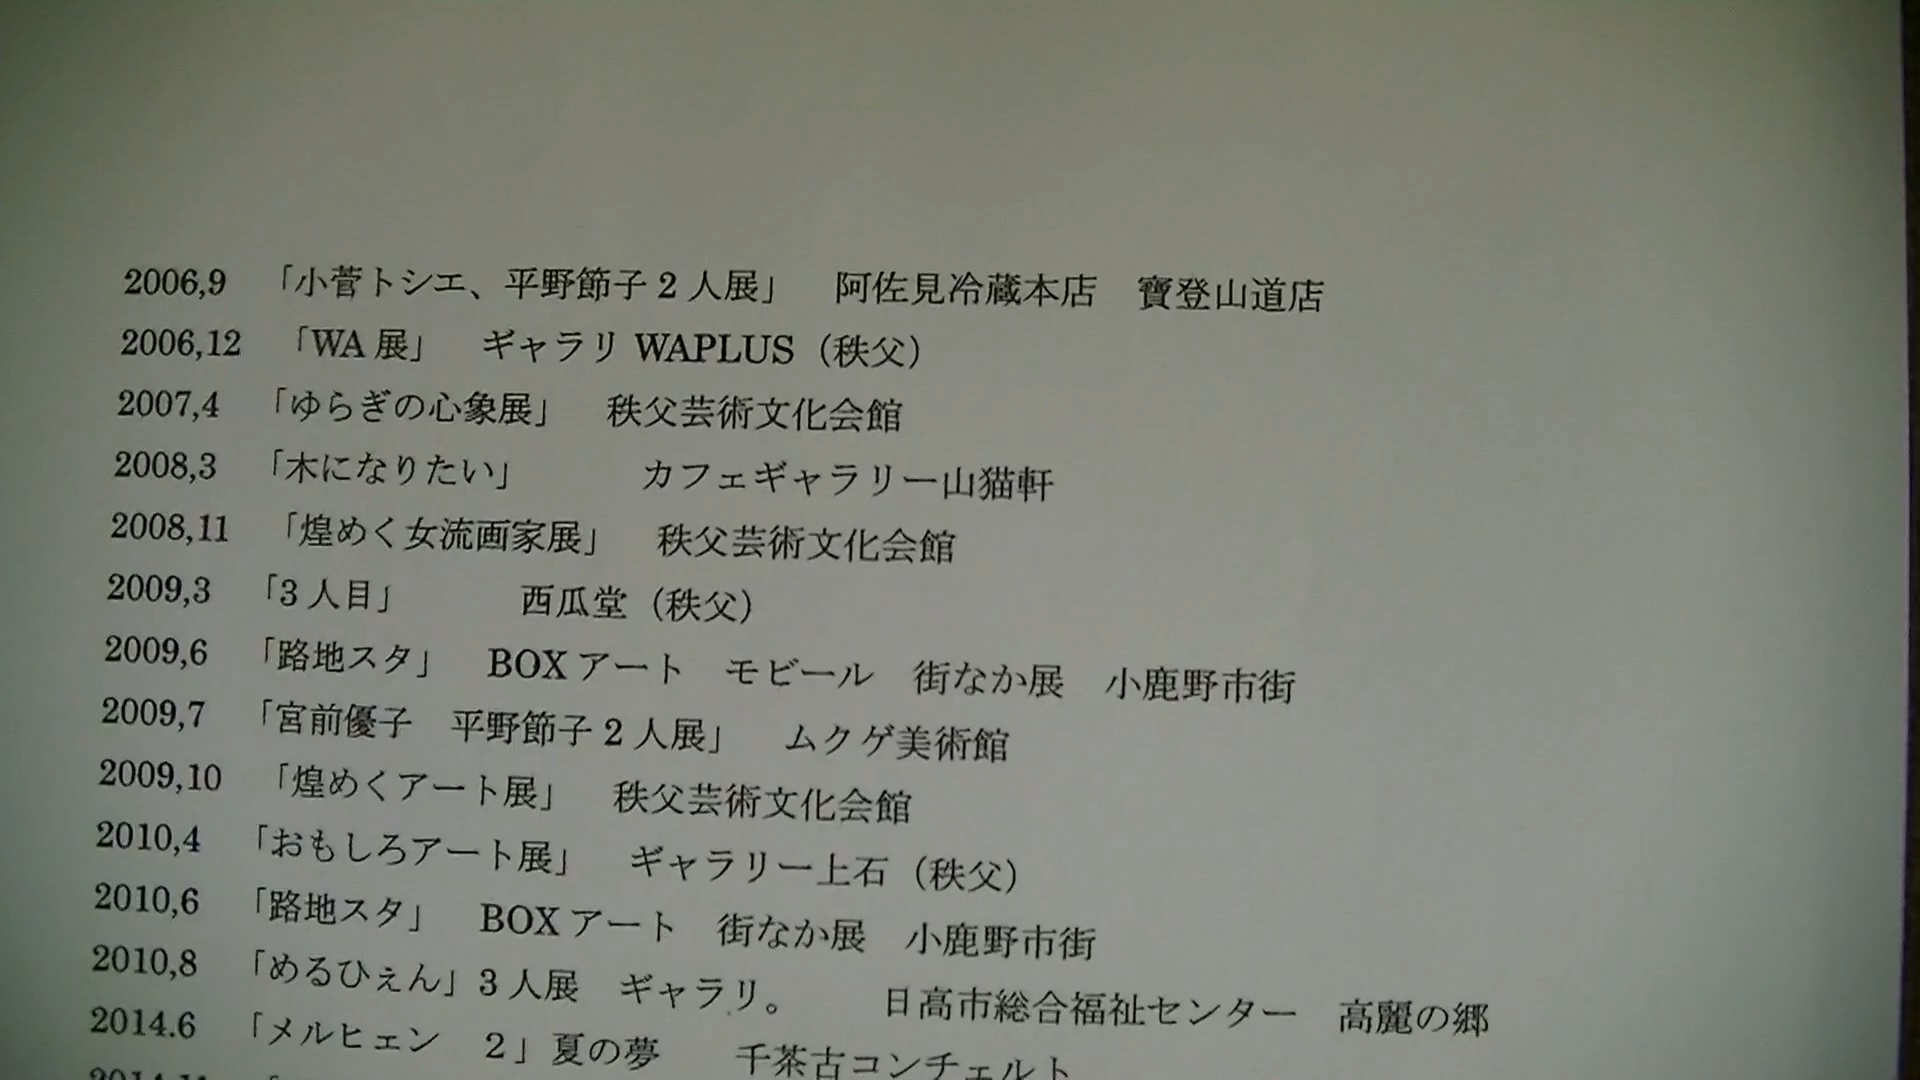 2006,9　「小菅トシエ、平野節子 2 人展」　阿佐見冷蔵本店　寶登山道店
2006,12　「WA 展」　ギャラリ WAPLUS（秩父）
2007,4　「ゆらぎの心象展」　秩父芸術文化会館
2008,3　「木になりたい」　　　カフェギャラリー山猫軒
2008,11　「煌めく女流画家展」　秩父芸術文化会館
2009,3　「3 人目」　　　西瓜堂（秩父）
2009,6　「路地スタ」　BOX アート　モビール　街なか展　小鹿野市街
2009,7　「宮前優子　平野節子 2 人展」　ムクゲ美術館
2009,10　「煌めくアート展」　秩父芸術文化会館
2010,4　「おもしろアート展」　ギャラリー上石（秩父）
2010,6　「路地スタ」　BOX アート　街なか展　小鹿野市街
2010,8　「めるひぇん」3 人展　ギャラリ。　　日高市総合福祉センター　高麗の郷
2014.6　「メルヒェン　２」夏の夢　　千茶古コンチェルト